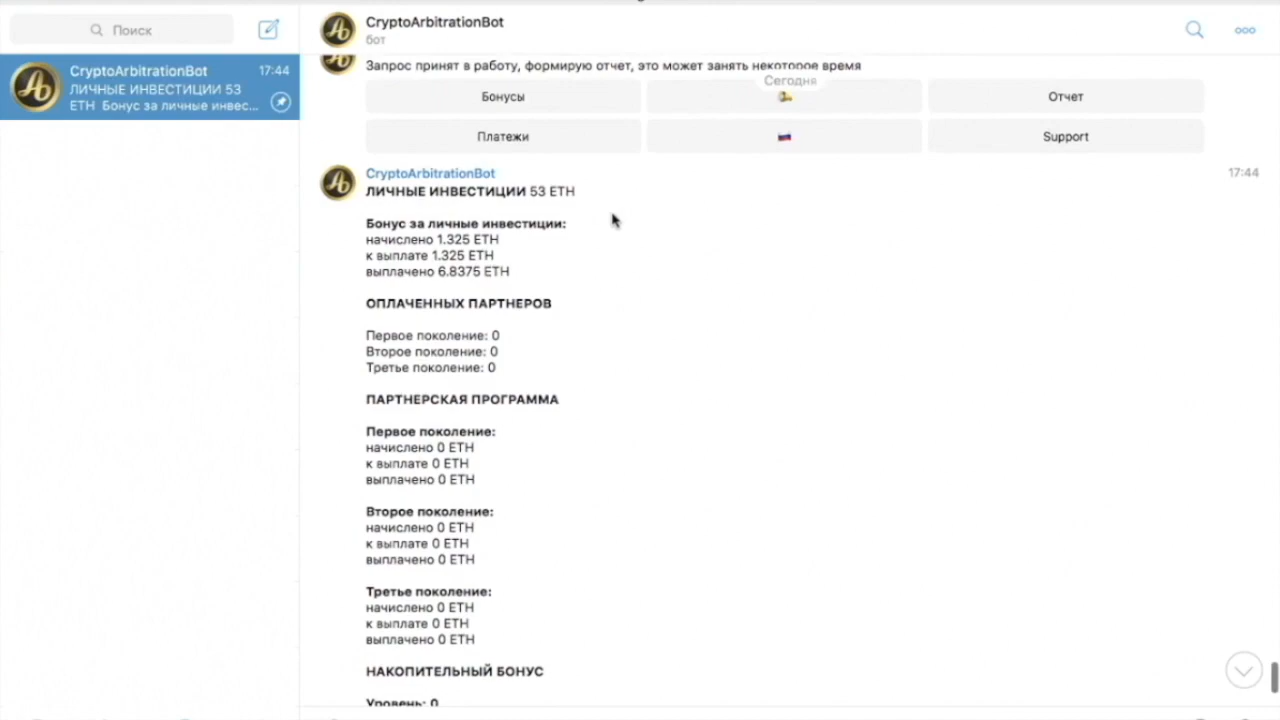 Поиск
CryptoArbitrationBot
17:44
ЛИЧНЫЕ ИНВЕСТИЦИИ 53
ETH Бонус за личные инвес...
CryptoArbitrationBot
бот
Запрос принят в работу, формирую отчет, это может занять некоторое время
Сегодня
Бонусы
Отчет
Платежи
Support
CryptoArbitrationBot
17:44
ЛИЧНЫЕ ИНВЕСТИЦИИ 53 ETH
Бонус за личные инвестиции:
начислено 1.325 ETH
к выплате 1.325 ETH
выплачено 6.8375 ETH
ОПЛАЧЕННЫХ ПАРТНЕРОВ
Первое поколение: 0
Второе поколение: 0
Третье поколение: 0
ПАРТНЕРСКАЯ ПРОГРАММА
Первое поколение:
начислено 0 ETH
к выплате 0 ETH
выплачено 0 ETH
Второе поколение:
начислено 0 ETH
к выплате 0 ETH
выплачено 0 ETH
Третье поколение:
начислено 0 ETH
к выплате 0 ETH
выплачено 0 ETH
НАКОПИТЕЛЬНЫЙ БОНУС
Уровень: 0